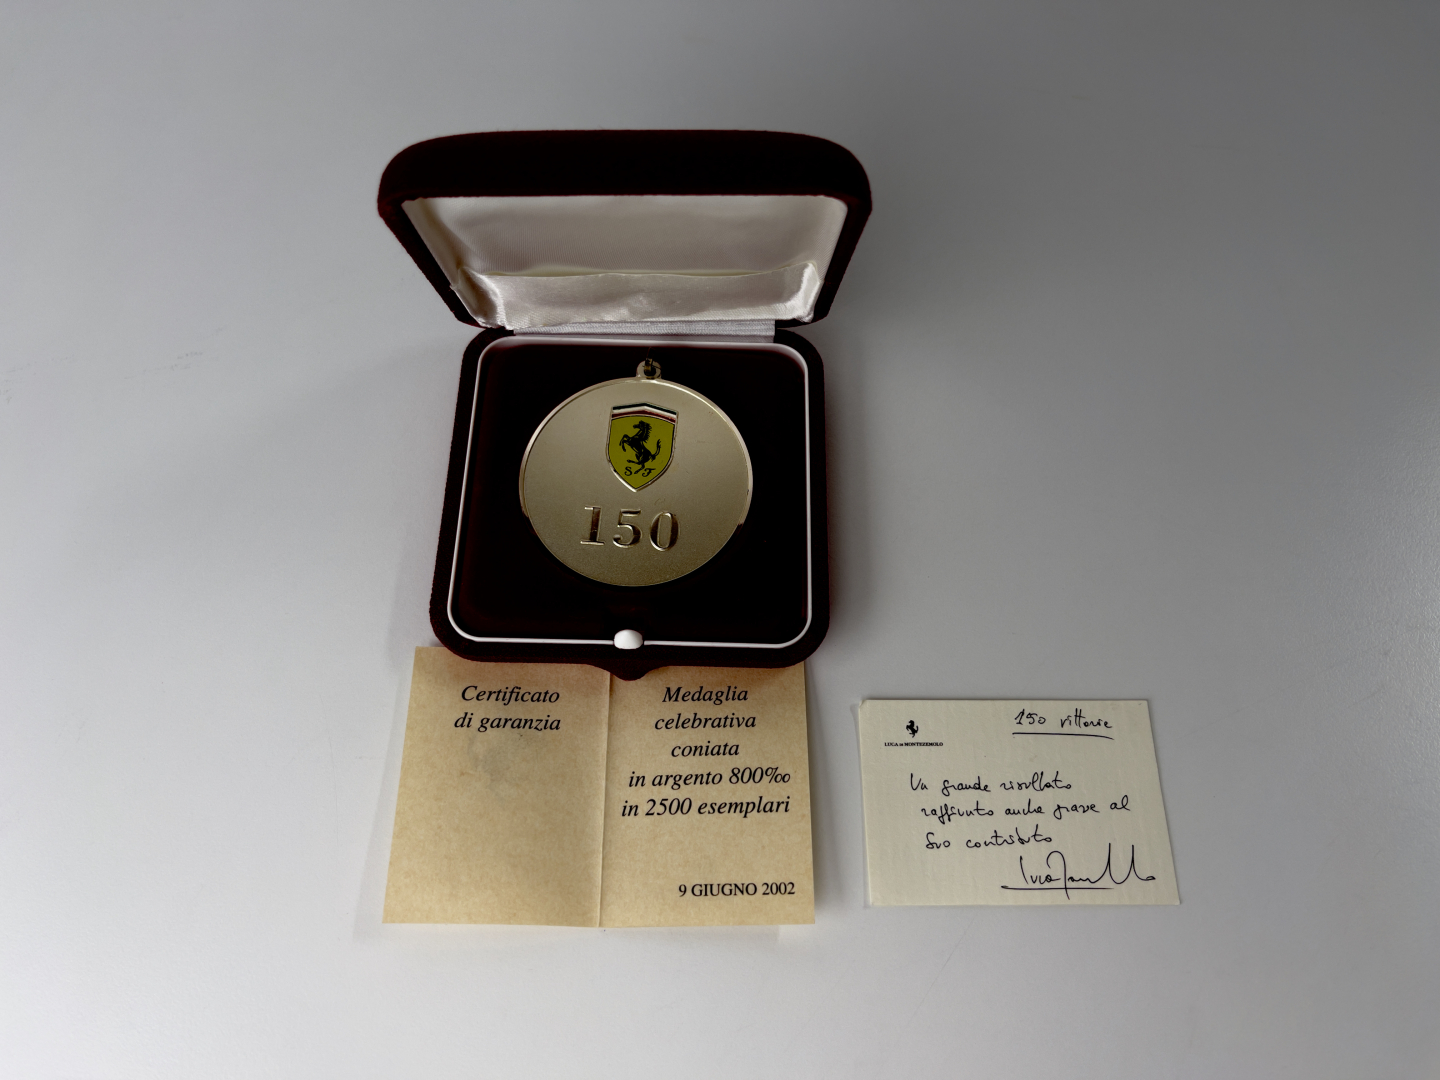 S F
150
Certificato
di garanzia
Medaglia
celebrativa
coniata
in argento 800‰
in 2500 esemplari
9 GIUGNO 2002
LUCA DI MONTEZEMOLO
150 vittorie
Un grande risultato
raggiunto anche grazie al
Suo contributo